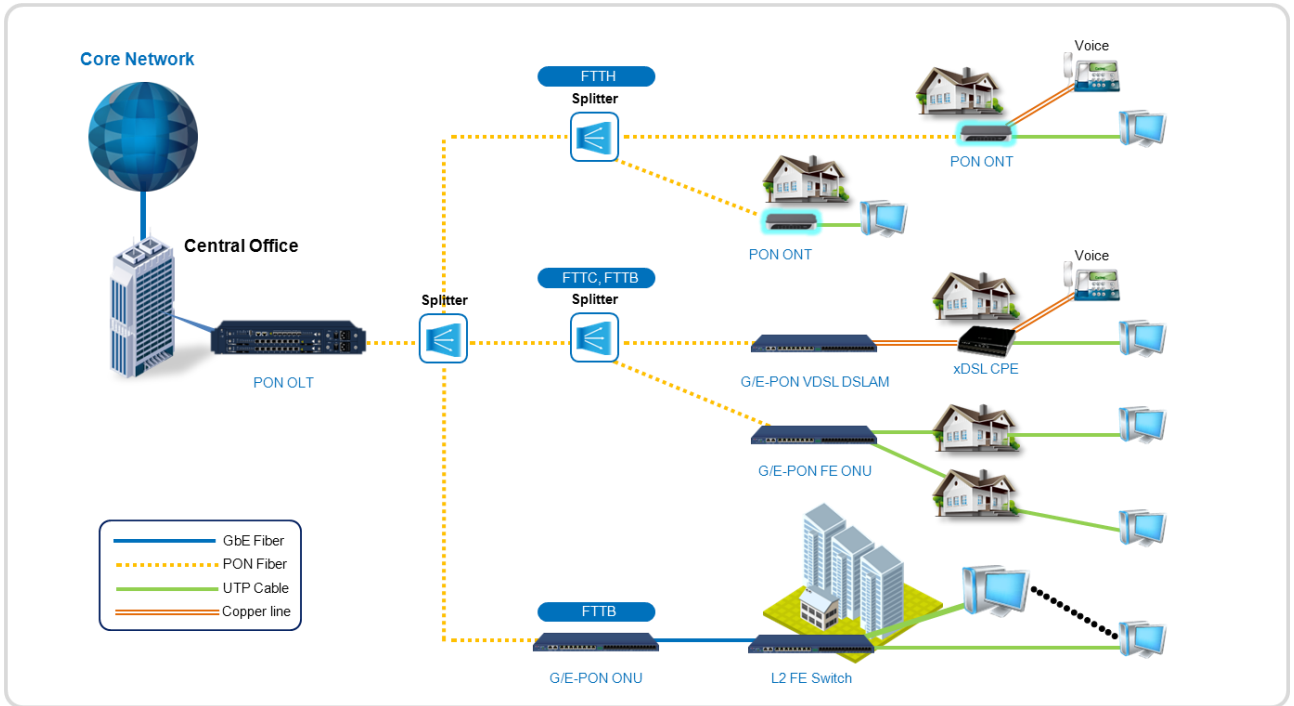 Core Network
Central Office
PON OLT
Splitter
FTTH
Splitter
Voice
PON ONT
PON ONT
FTTC, FTTB
Splitter
Voice
G/E-PON VDSL DSLAM
xDSL CPE
G/E-PON FE ONU
FTTB
G/E-PON ONU
L2 FE Switch
GbE Fiber
PON Fiber
UTP Cable
Copper line